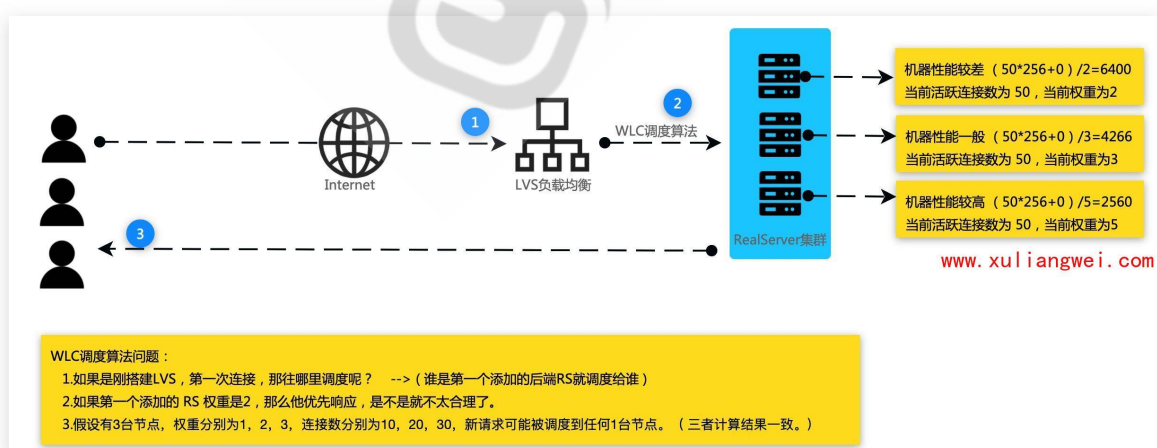 机器性能较差 （50*256+0）/2=6400
当前活跃连接数为 50，当前权重为2
2
1
WLC调度算法
机器性能一般 （50*256+0）/3=4266
当前活跃连接数为 50，当前权重为3
Internet
LVS负载均衡
机器性能较高 （50*256+0）/5=2560
当前活跃连接数为 50，当前权重为5
3
RealServer集群
www.xuliangwei.com
WLC调度算法问题：
1.如果是刚搭建LVS，第一次连接，那往哪里调度呢？ -->（谁是第一个添加的后端RS就调度给谁）
2.如果第一个添加的 RS 权重是2，那么他优先响应，是不是就不太合理了。
3.假设有3台节点，权重分别为1，2，3，连接数分别为10，20，30，新请求可能被调度到任何1台节点。（三者计算结果一致。）